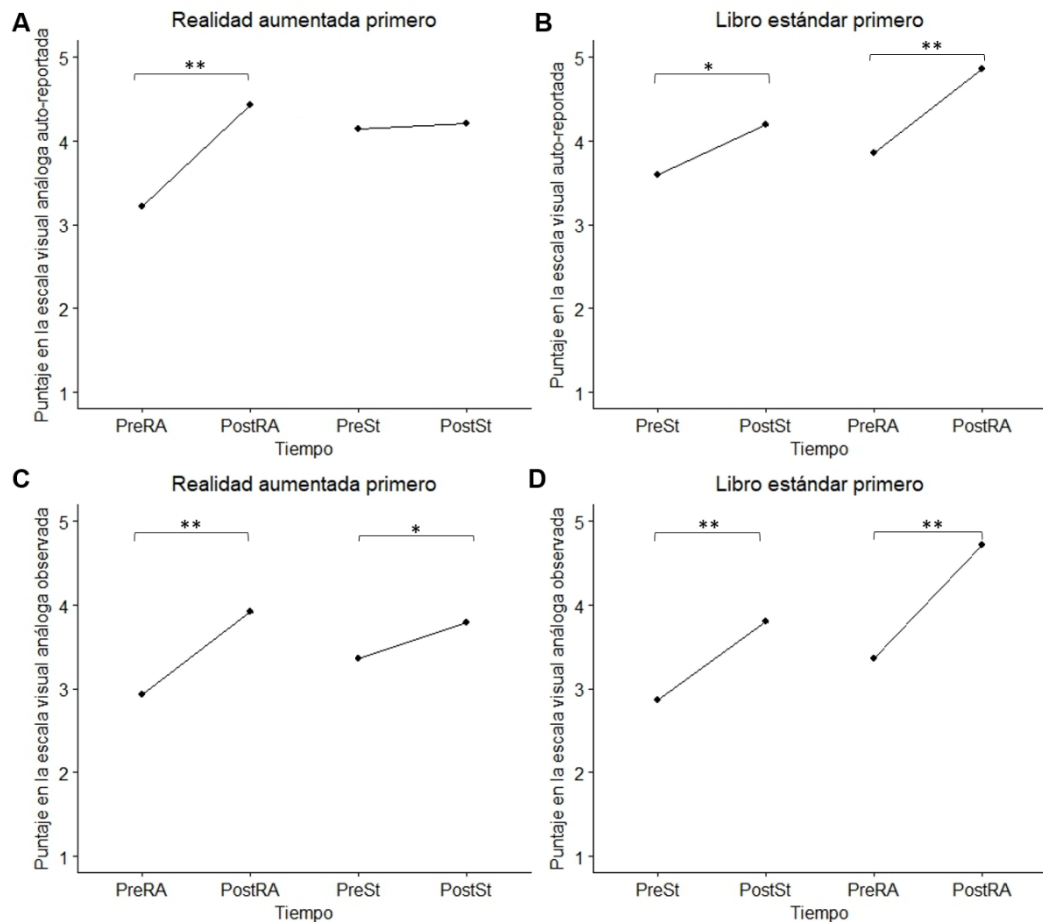 A
Realidad aumentada primero
Puntaje en la escala visual análoga auto-reportada
5
4
3
2
1
**
PreRA PostRA PreSt PostSt
Tiempo
B
Libro estándar primero
Puntaje en la escala visual auto-reportada
5
4
3
2
1
*
**
PreSt PostSt PreRA PostRA
Tiempo
C
Realidad aumentada primero
Puntaje en la escala visual análoga observada
5
4
3
2
1
**
*
PreRA PostRA PreSt PostSt
Tiempo
D
Libro estándar primero
Puntaje en la escala visual análoga observada
5
4
3
2
1
**
**
PreSt PostSt PreRA PostRA
Tiempo